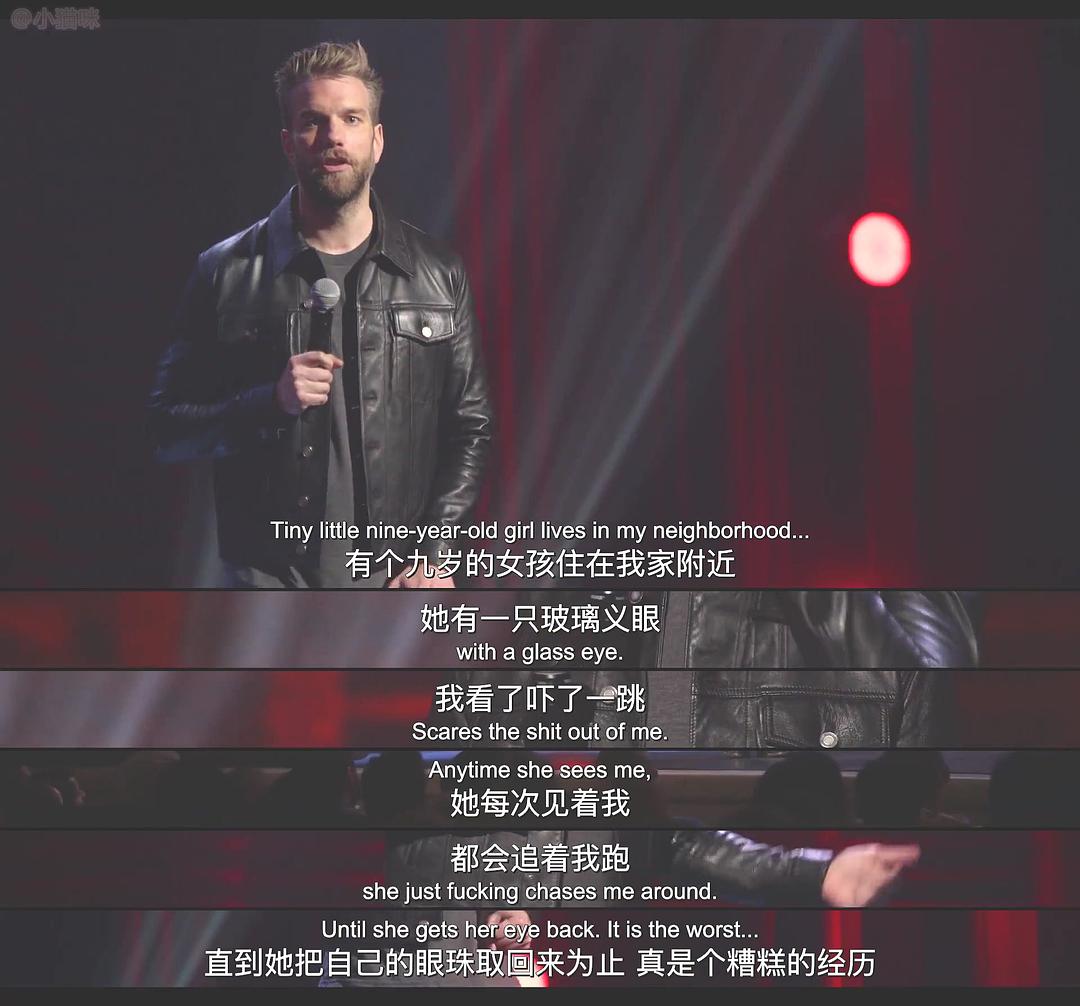 @小猫咪
Tiny little nine-year-old girl lives in my neighborhood...
有个九岁的女孩住在我家附近
她有一只玻璃义眼
with a glass eye.
我看了吓了一跳
Scares the shit out of me.
Anytime she sees me,
她每次见着我
都会追着我跑
she just fucking chases me around.
Until she gets her eye back. It is the worst...
直到她把自己的眼珠取回来为止 真是个糟糕的经历